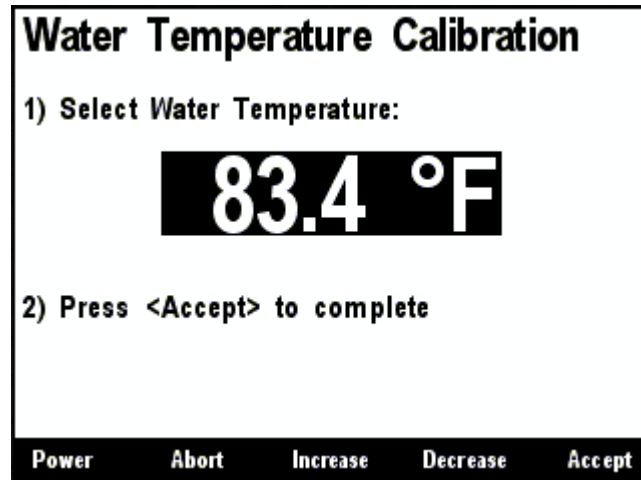 Water Temperature Calibration
1) Select Water Temperature:
83.4 °F
2) Press <Accept> to complete
Power Abort Increase Decrease Accept